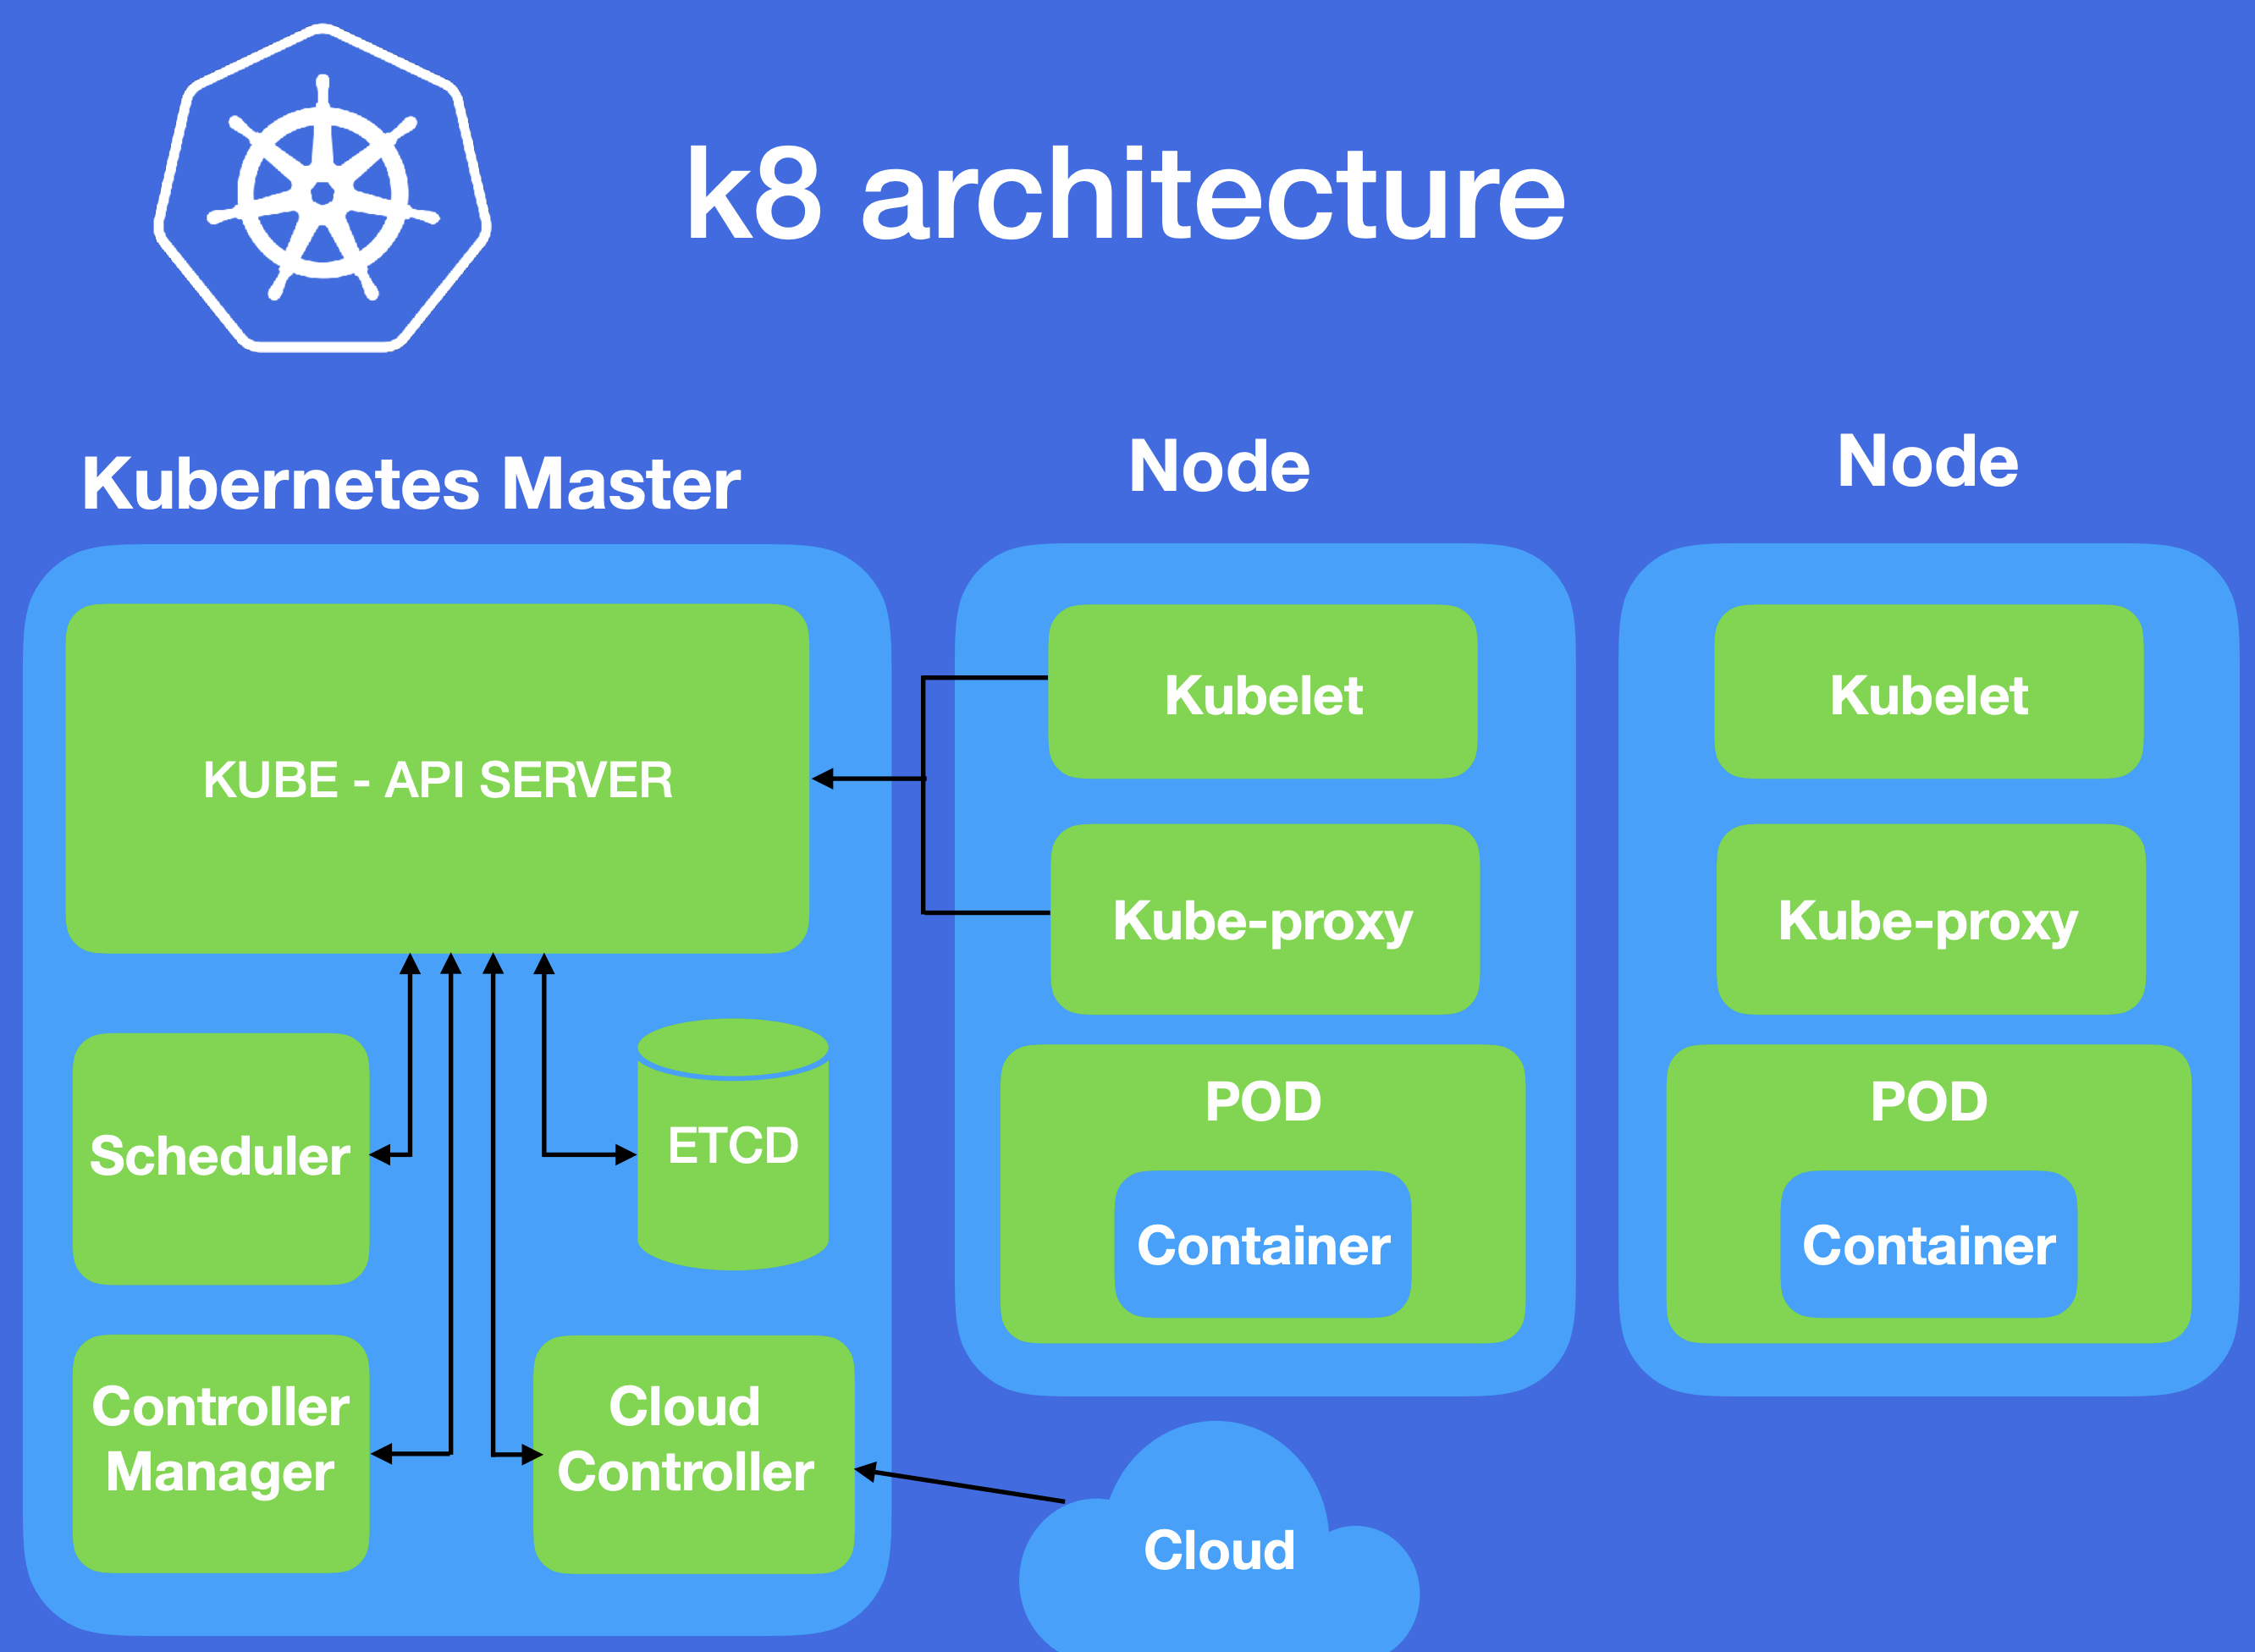 k8 architecture
Kubernetes Master
KUBE - API SERVER
Scheduler
ETCD
Controller
Manager
Cloud
Controller
Node
Kubelet
Kube-proxy
POD
Container
Node
Kubelet
Kube-proxy
POD
Container
Cloud